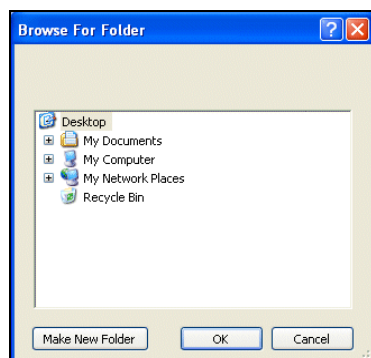 Browse For Folder
Desktop
My Documents
My Computer
My Network Places
Recycle Bin
Make New Folder OK Cancel